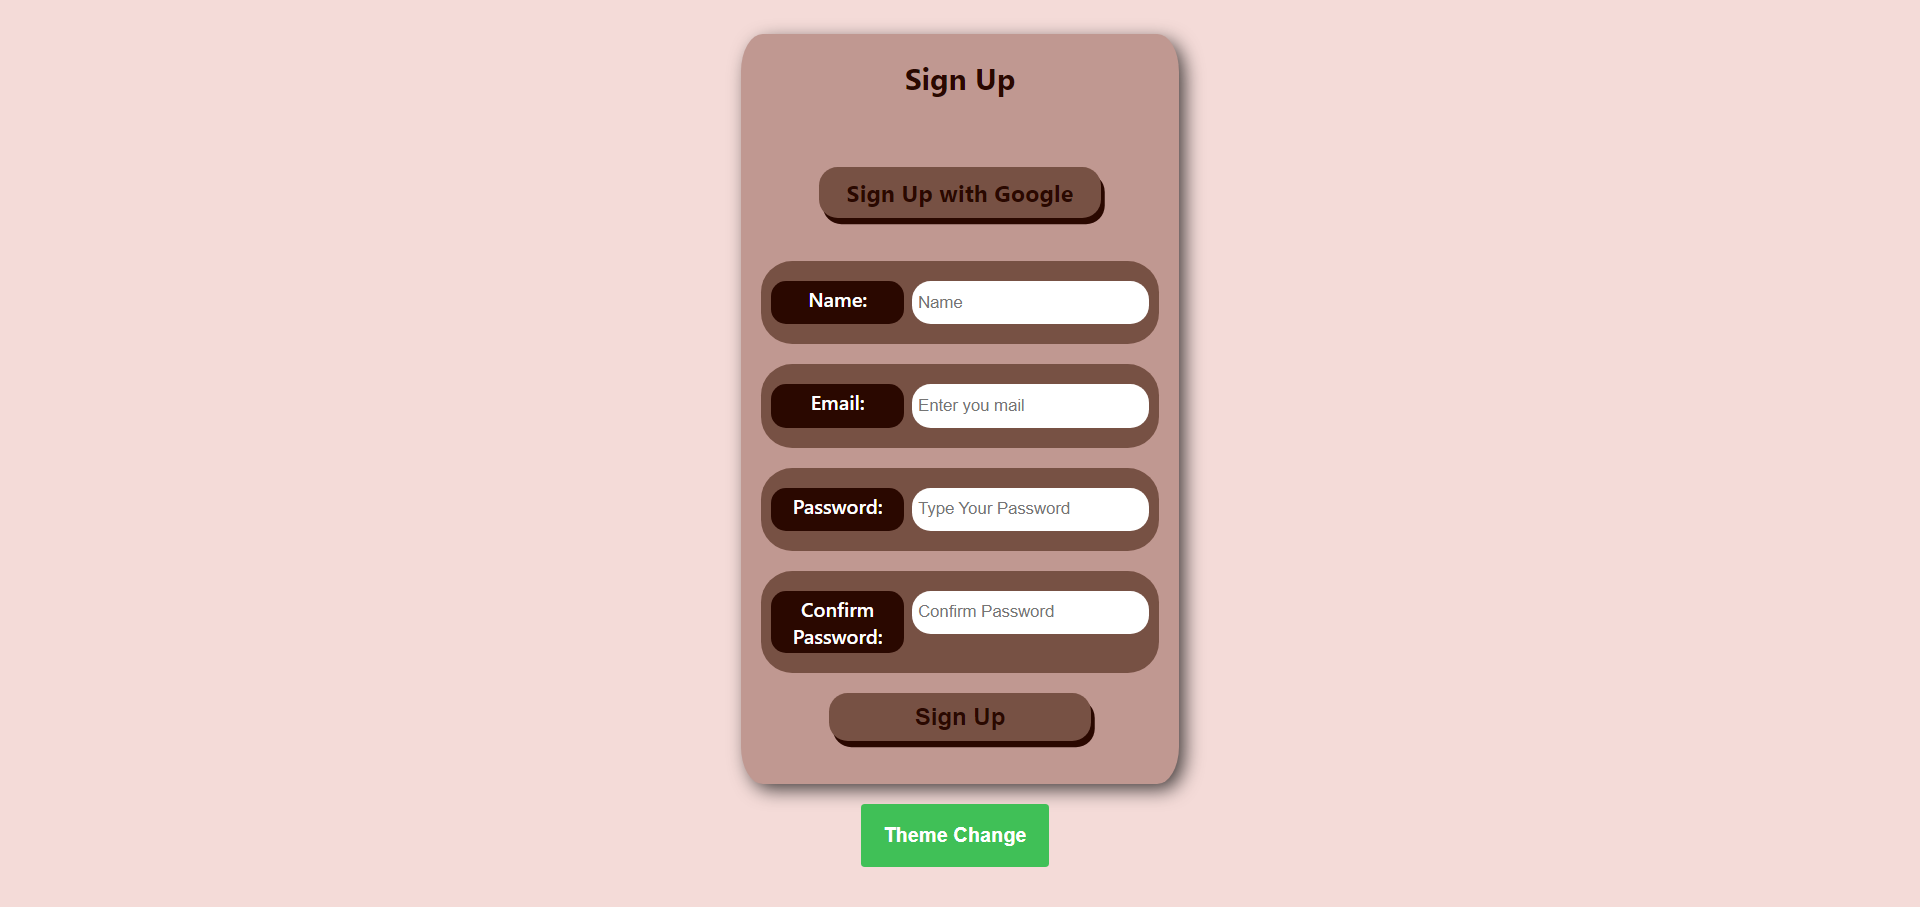 Sign Up
Sign Up with Google
Name: Name
Email: Enter you mail
Password: Type Your Password
Confirm Confirm Password
Password:
Sign Up
Theme Change